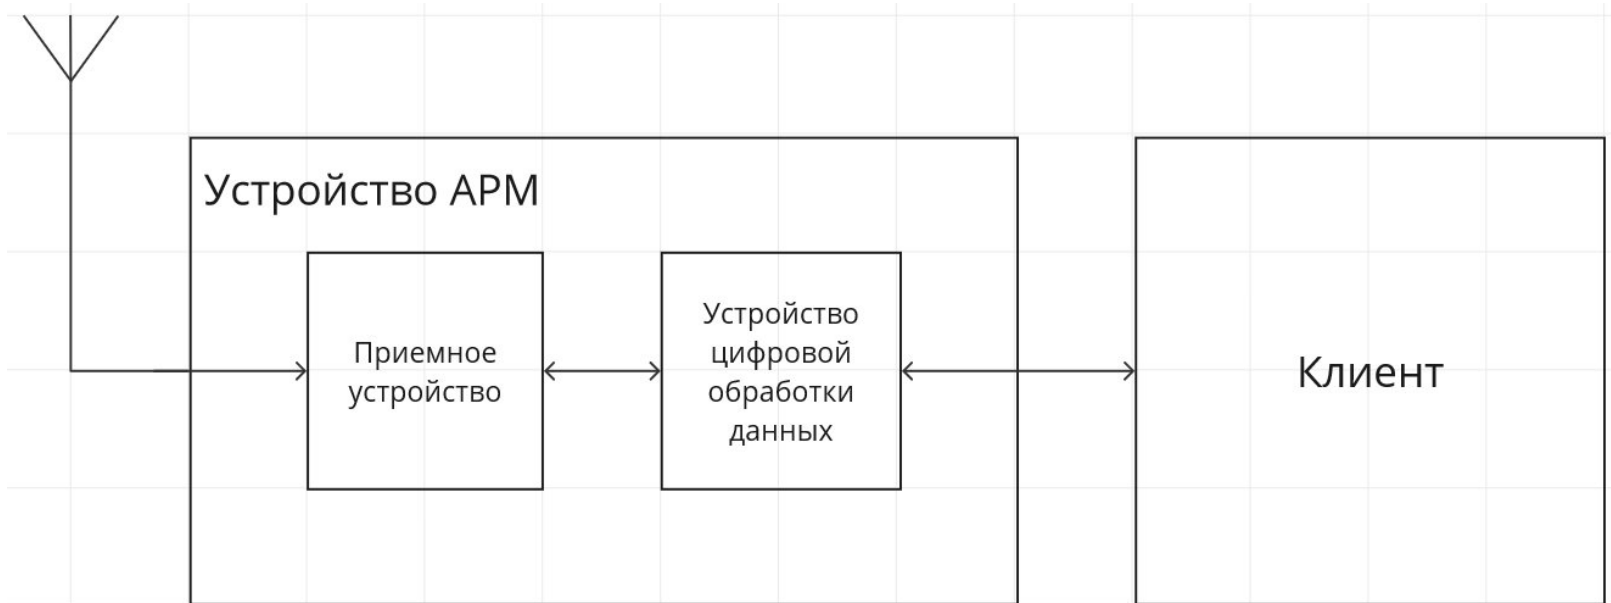 Устройство АРМ
Приемное
устройство
Устройство
цифровой
обработки
данных
Клиент